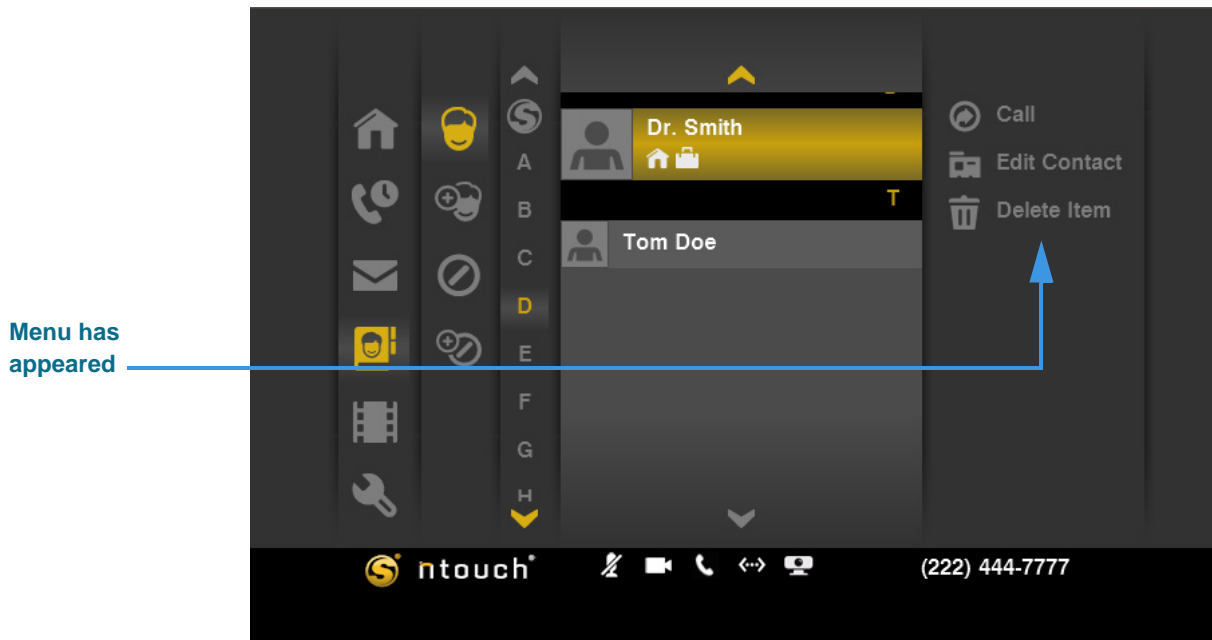 Menu has
appeared
A
B
C
D
E
F
G
H
Dr. Smith
T
Tom Doe
Call
Edit Contact
Delete Item
S ntouch®
(222) 444-7777